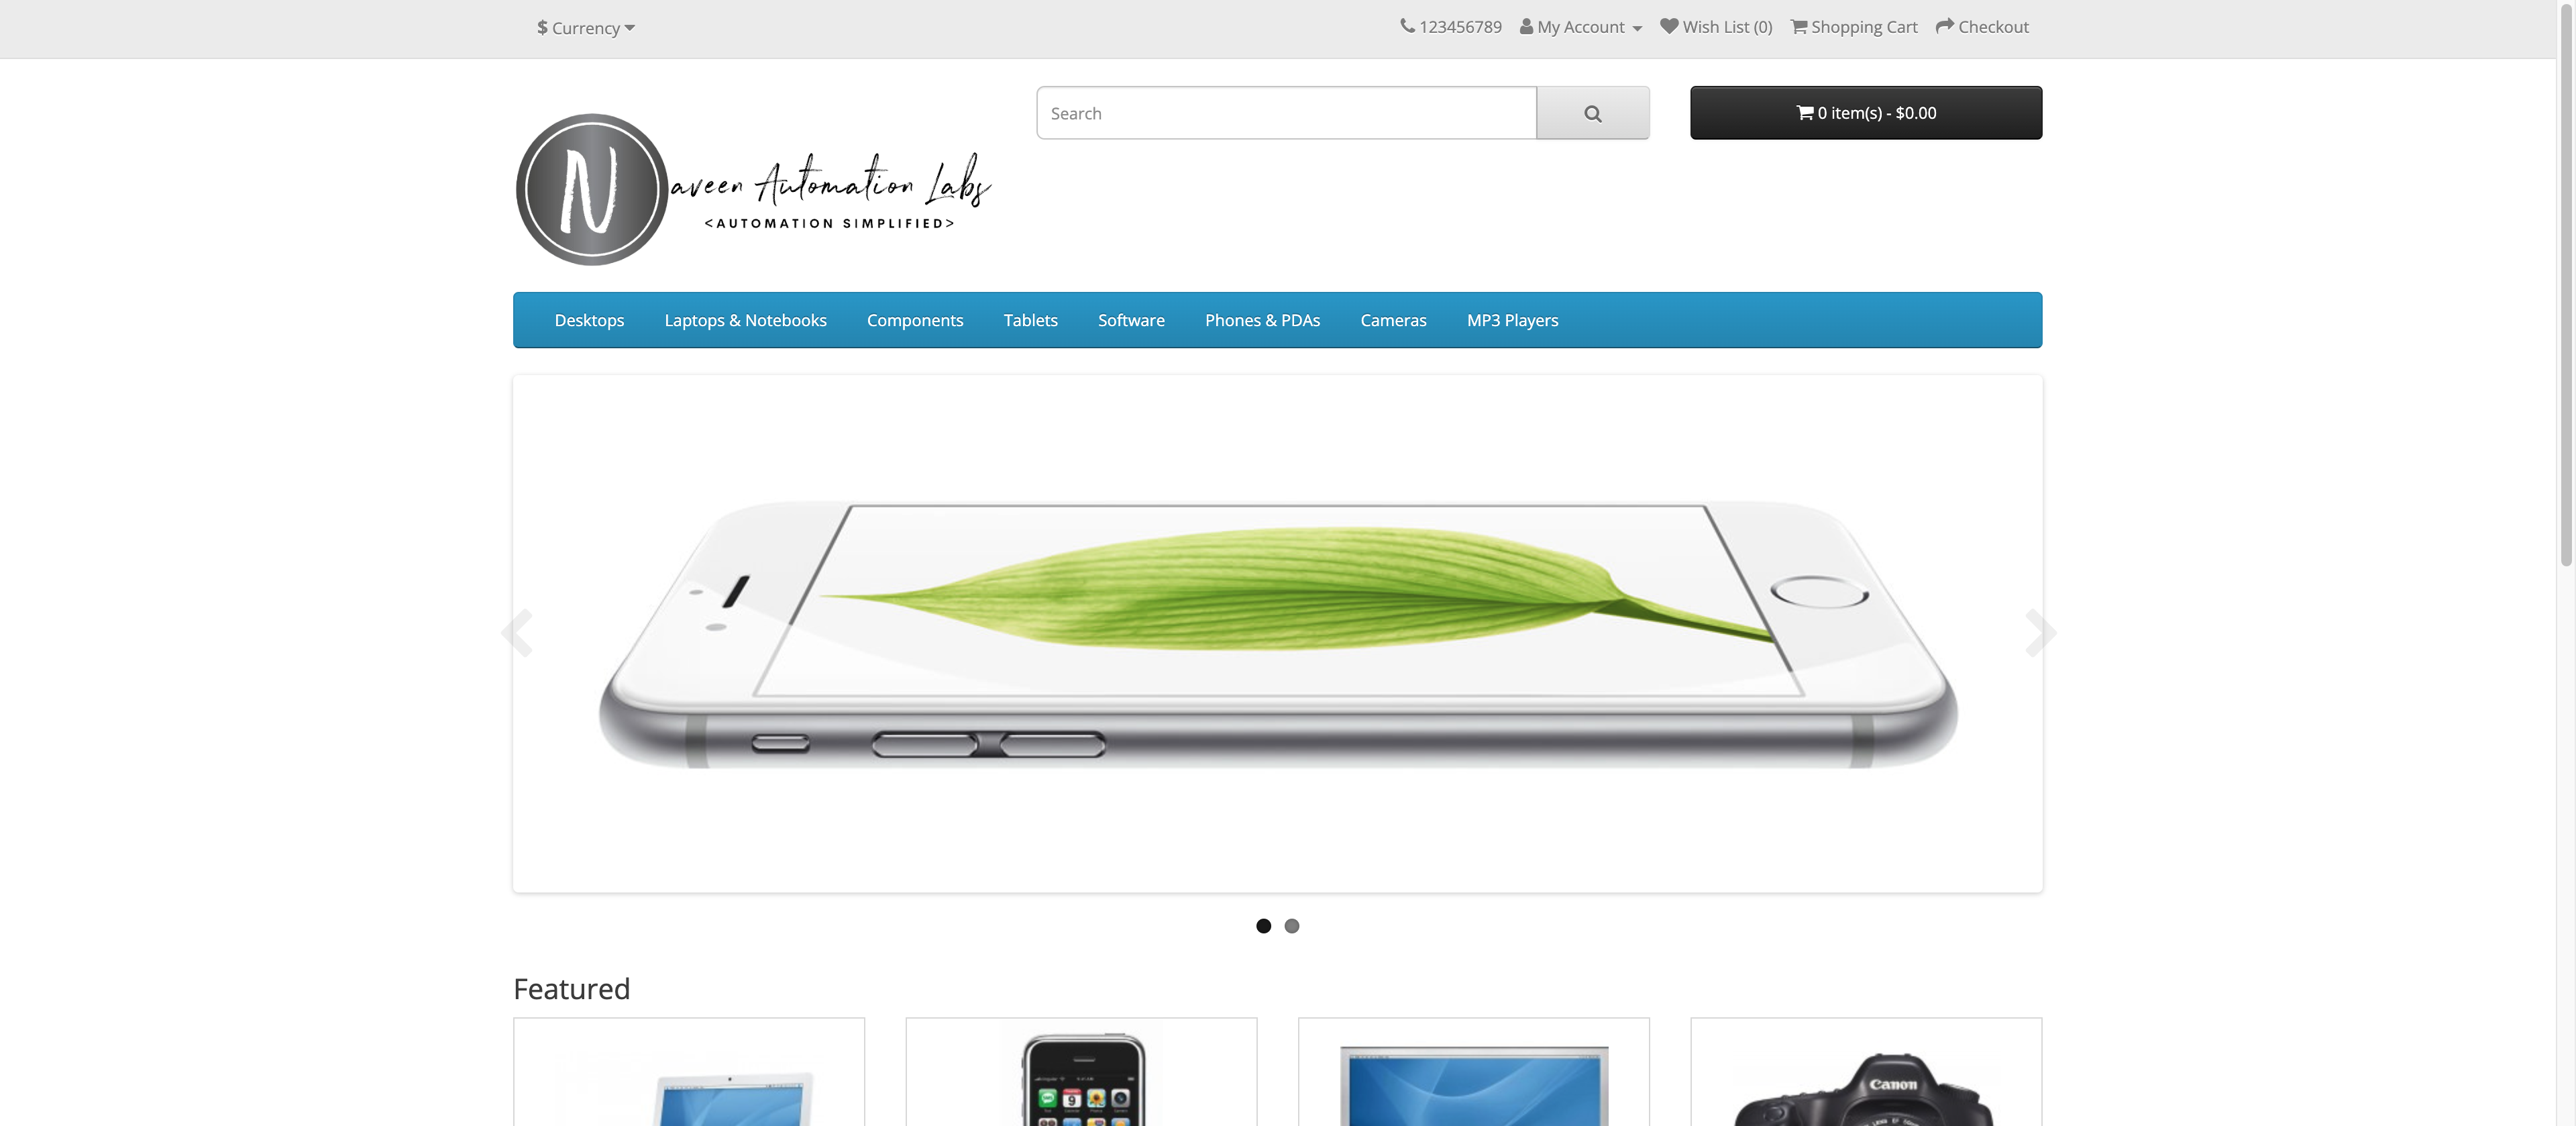 $ Currency
123456789 My Account Wish List (0) Shopping Cart Checkout
Search
0 item(s) - $0.00
Naveen Automation Labs
<AUTOMATION SIMPLIFIED>
Desktops Laptops & Notebooks Components Tablets Software Phones & PDAs Cameras MP3 Players
Featured
9
Canon